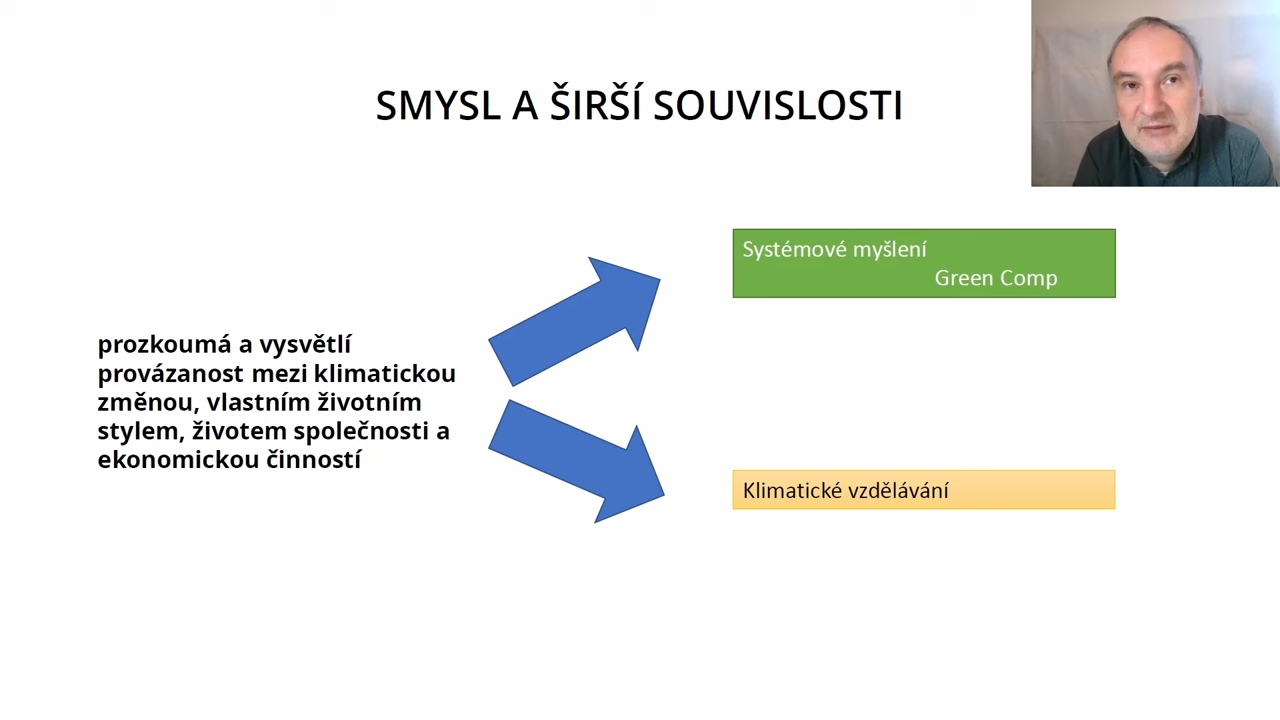 SMYSL A ŠIRŠÍ SOUVISLOSTI
prozkoumá a vysvětlí
provázanost mezi klimatickou
změnou, vlastním životním
stylem, životem společnosti a
ekonomickou činností
Systémové myšlení
Green Comp
Klimatické vzdělávání